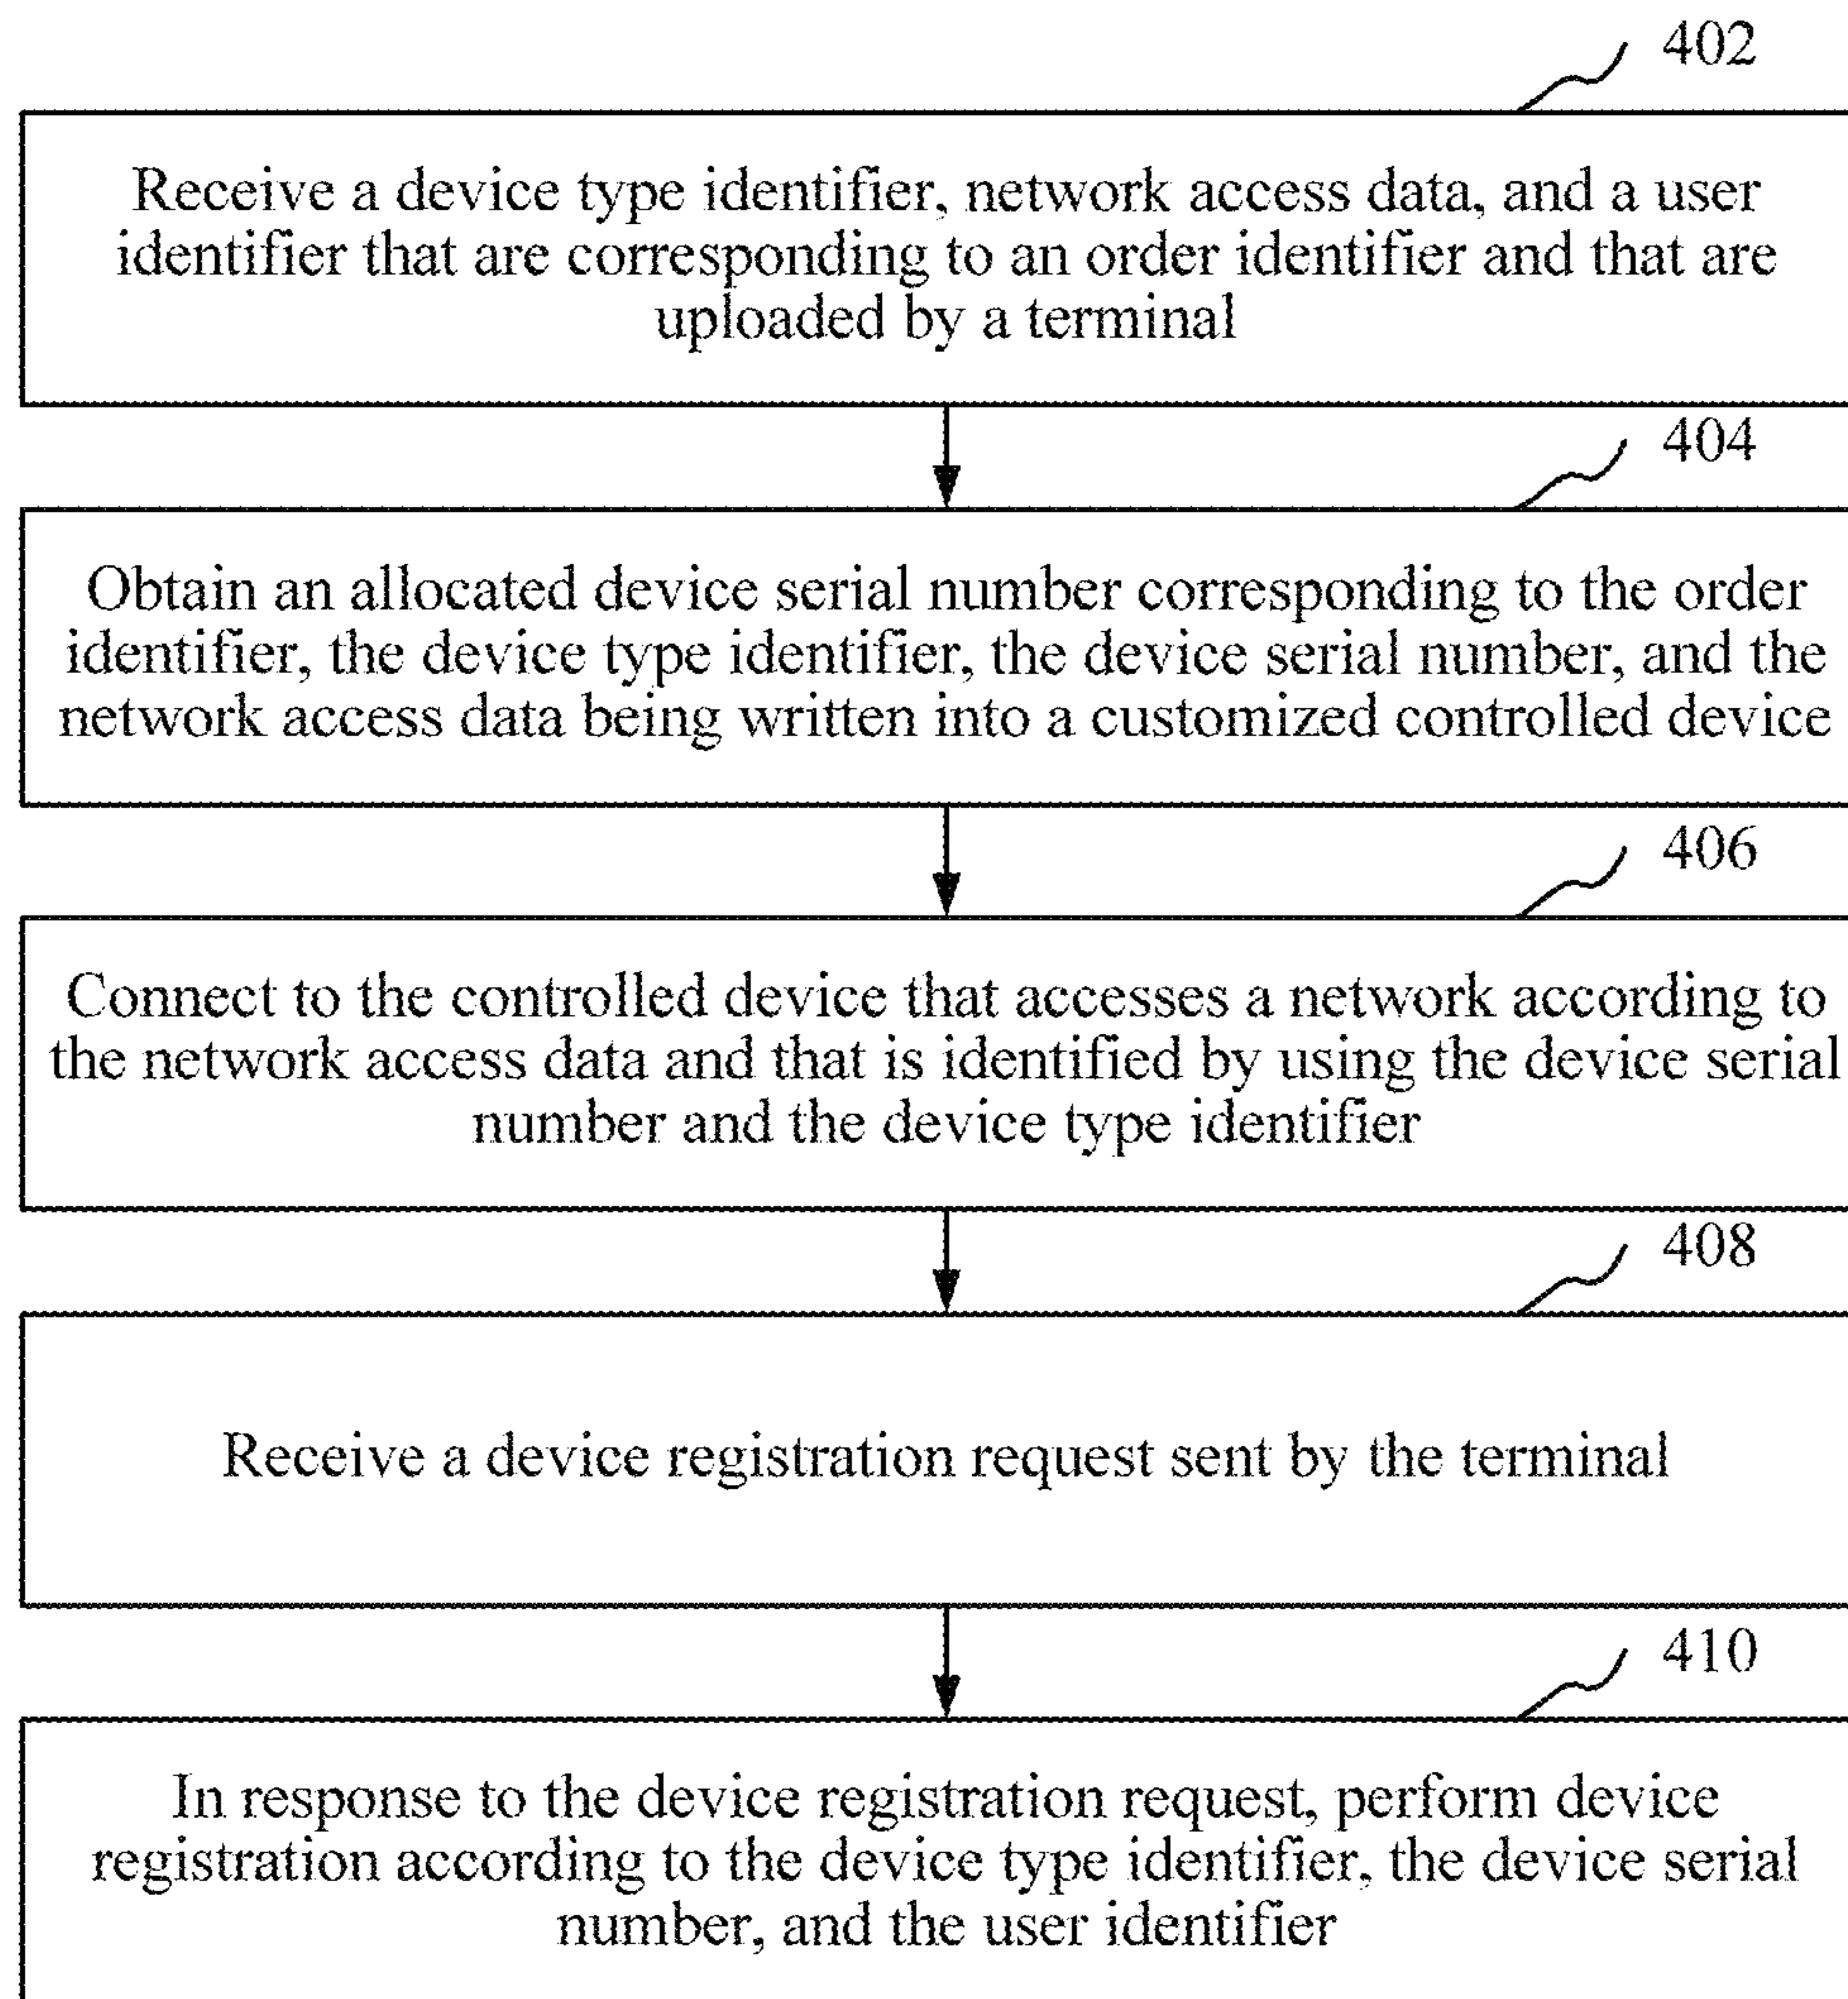 402
Receive a device type identifier, network access data, and a user
identifier that are corresponding to an order identifier and that are
uploaded by a terminal
404
Obtain an allocated device serial number corresponding to the order
identifier, the device type identifier, the device serial number, and the
network access data being written into a customized controlled device
406
Connect to the controlled device that accesses a network according to
the network access data and that is identified by using the device serial
number and the device type identifier
408
Receive a device registration request sent by the terminal
410
In response to the device registration request, perform device
registration according to the device type identifier, the device serial
number, and the user identifier